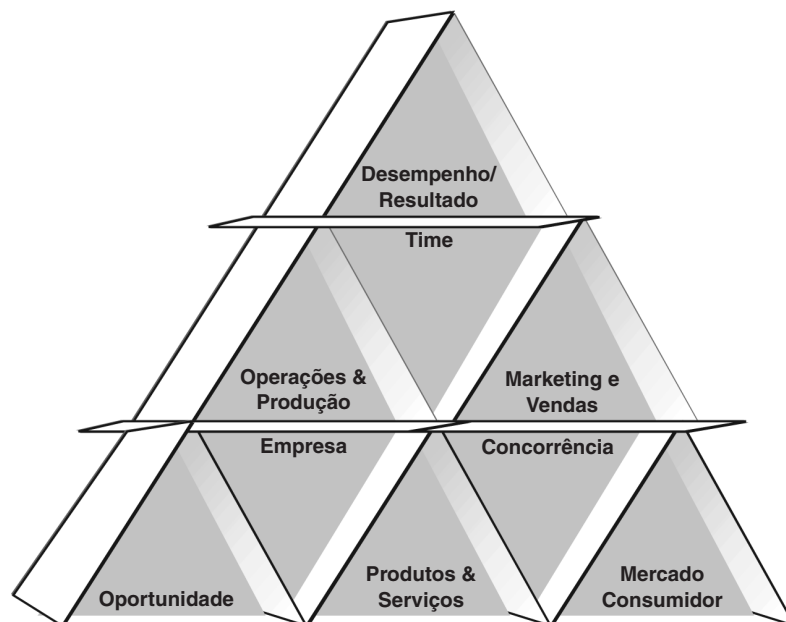 Desempenho/
Resultado
Time
Operações &
Produção
Marketing e
Vendas
Empresa
Concorrência
Oportunidade
Produtos &
Serviços
Mercado
Consumidor